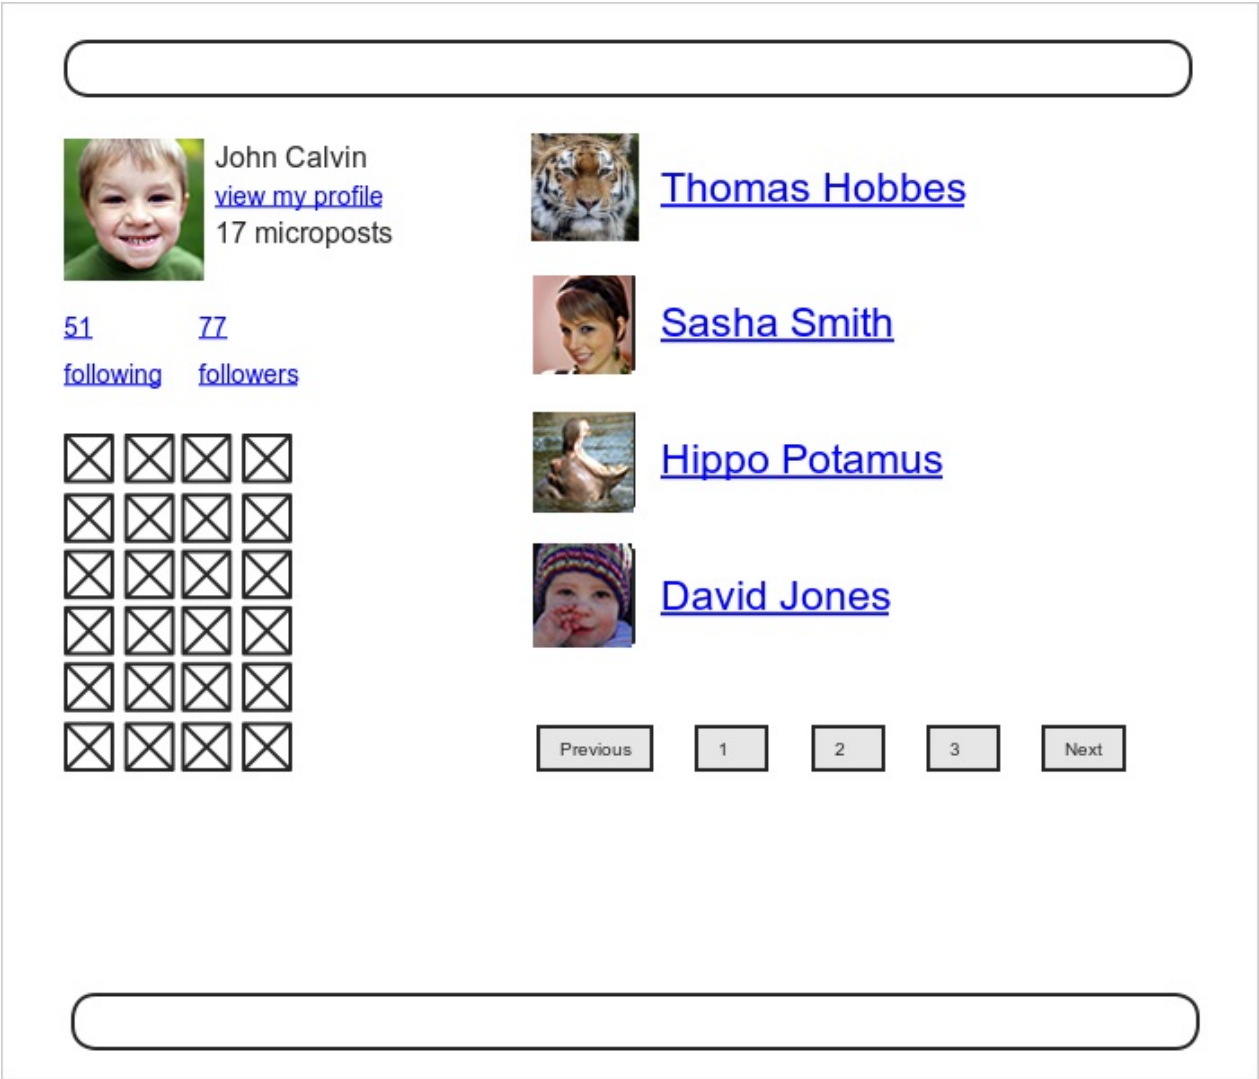 John Calvin
view my profile
17 microposts
51
77
following
followers
Thomas Hobbes
Sasha Smith
Hippo Potamus
David Jones
Previous
1
2
3
Next